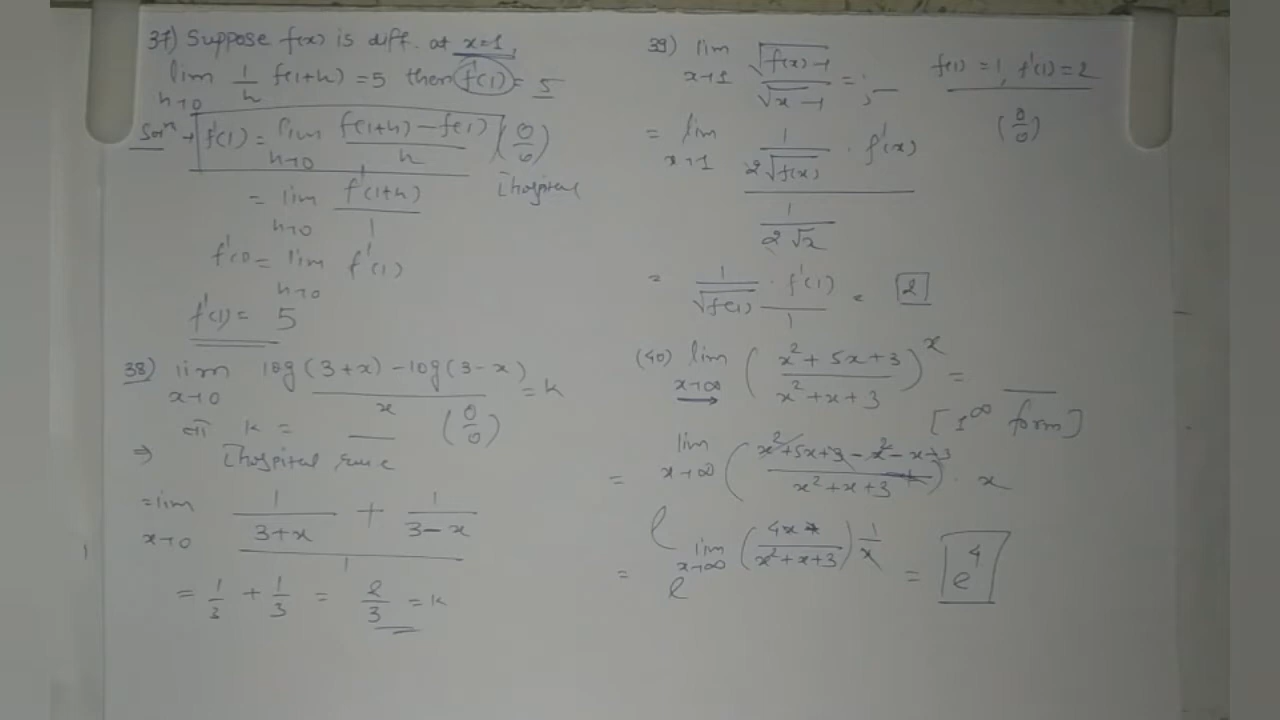 37) Suppose f(x) is diff. at x=1,
lim h→0 1/h f(1+h) = 5 then f'(1) = 5
Solⁿ → f'(1) = lim h→0 (f(1+h) - f(1))/h (0/0)
= lim h→0 f'(1+h)/1 L'hospital
f'(1) = lim h→0 f'(1)
f'(1) = 5
38) lim x→0 (log(3+x) - log(3-x))/x = k
तो k = __ (0/0)
⇒ L'hospital rule
= lim x→0 (1/(3+x) + 1/(3-x))/1
= 1/3 + 1/3 = 2/3 = k
39) lim x→1 (√f(x) - 1)/(√x - 1) = ; __ f(1) = 1, f'(1) = 2
(0/0)
= lim x→1 (1/(2√f(x)) · f'(x))/(1/(2√x))
= (1/√f(1) · f'(1))/1 = 2
(40) lim x→∞ ((x² + 5x + 3)/(x² + x + 3))^x = __
[1^∞ form]
= e^ lim x→∞ ((x² + 5x + 3 - x² - x + 3)/(x² + x + 3)) · x
= e^ lim x→∞ (4x/(x² + x + 3)) 1/x = e⁴